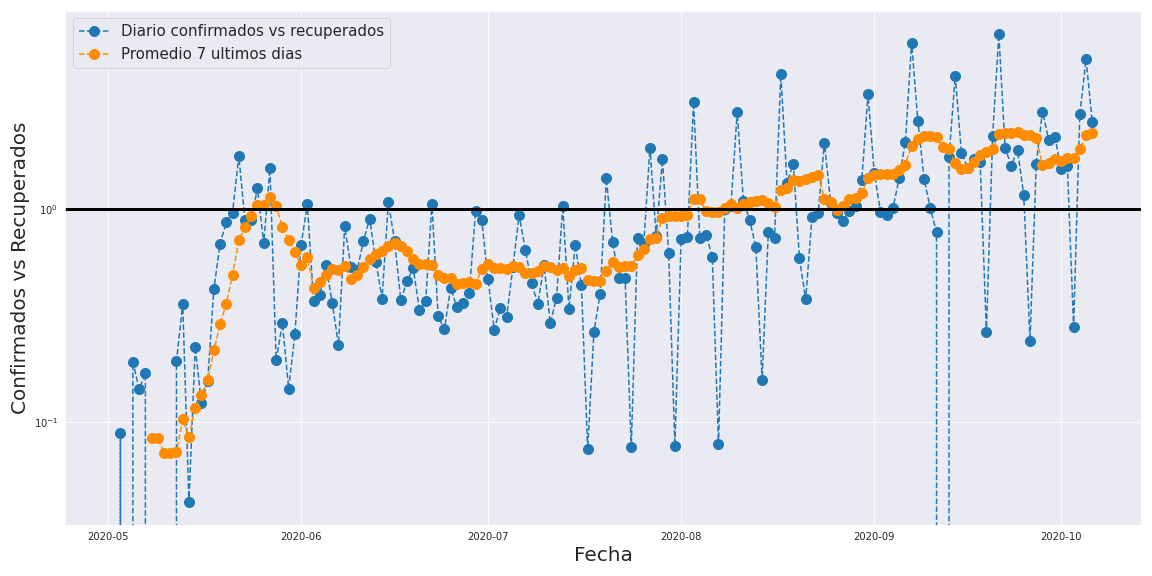 Diario confirmados vs recuperados
Promedio 7 ultimos dias
Confirmados vs Recuperados
10⁰
10⁻¹
2020-05
2020-06
2020-07
2020-08
2020-09
2020-10
Fecha